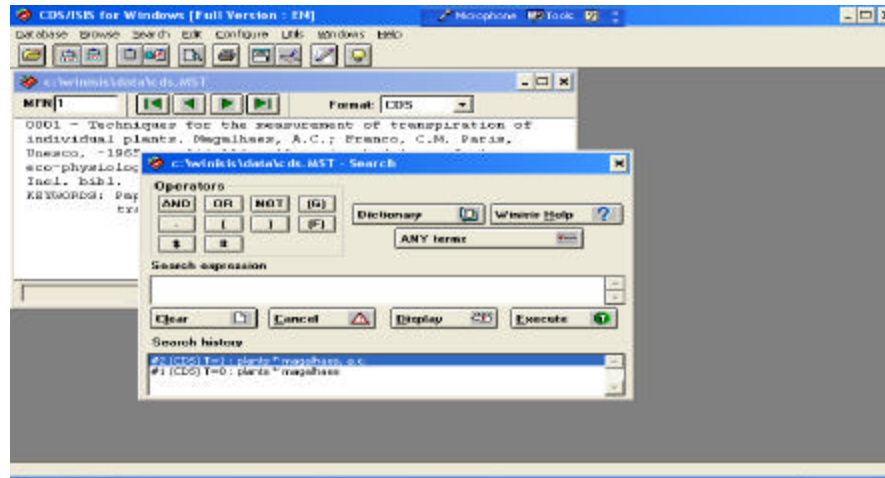 CDS/ISIS for Windows [Full Version : EN]
Microphone Tools
Database Browse Search Edit Configure Utils Windows Help
c:\winisis\data\cds.MST
MFN 1 Format: CDS
0001 - Techniques for the measurement of transpiration of
individual plants. Magalhaes, A.C.; Franco, C.M. Paris,
Unesco, -1965
eco-physiolog
Incl. bibl.
KEYWORDS: Pap
tra
c:\winisis\data\cds.MST - Search
Operators
AND OR NOT (G)
. ( ) (F)
$ #
Dictionary Winisis Help ?
ANY terms
Search expression
Clear Cancel Display Execute
Search history
#2 (CDS) T=1 : plants * magalhaes, a.c.
#1 (CDS) T=0 : plants * magalhaes